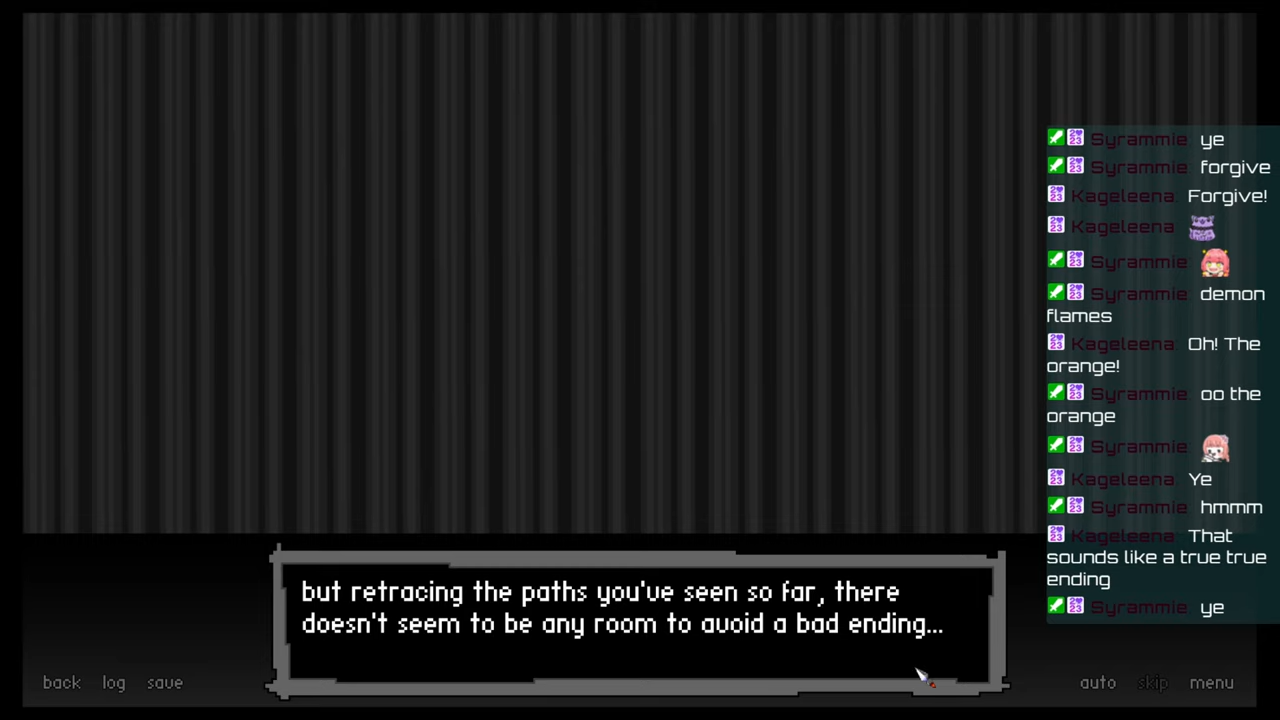 Syrammie ye
Syrammie forgive
Kageleena Forgive!
Kageleena
Syrammie
Syrammie demon
flames
Kageleena Oh! The
orange!
Syrammie oo the
orange
Syrammie
Kageleena Ye
Syrammie hmmm
Kageleena That
sounds like a true true
ending
Syrammie ye
but retracing the paths you've seen so far, there
doesn't seem to be any room to avoid a bad ending...
back log save auto skip menu